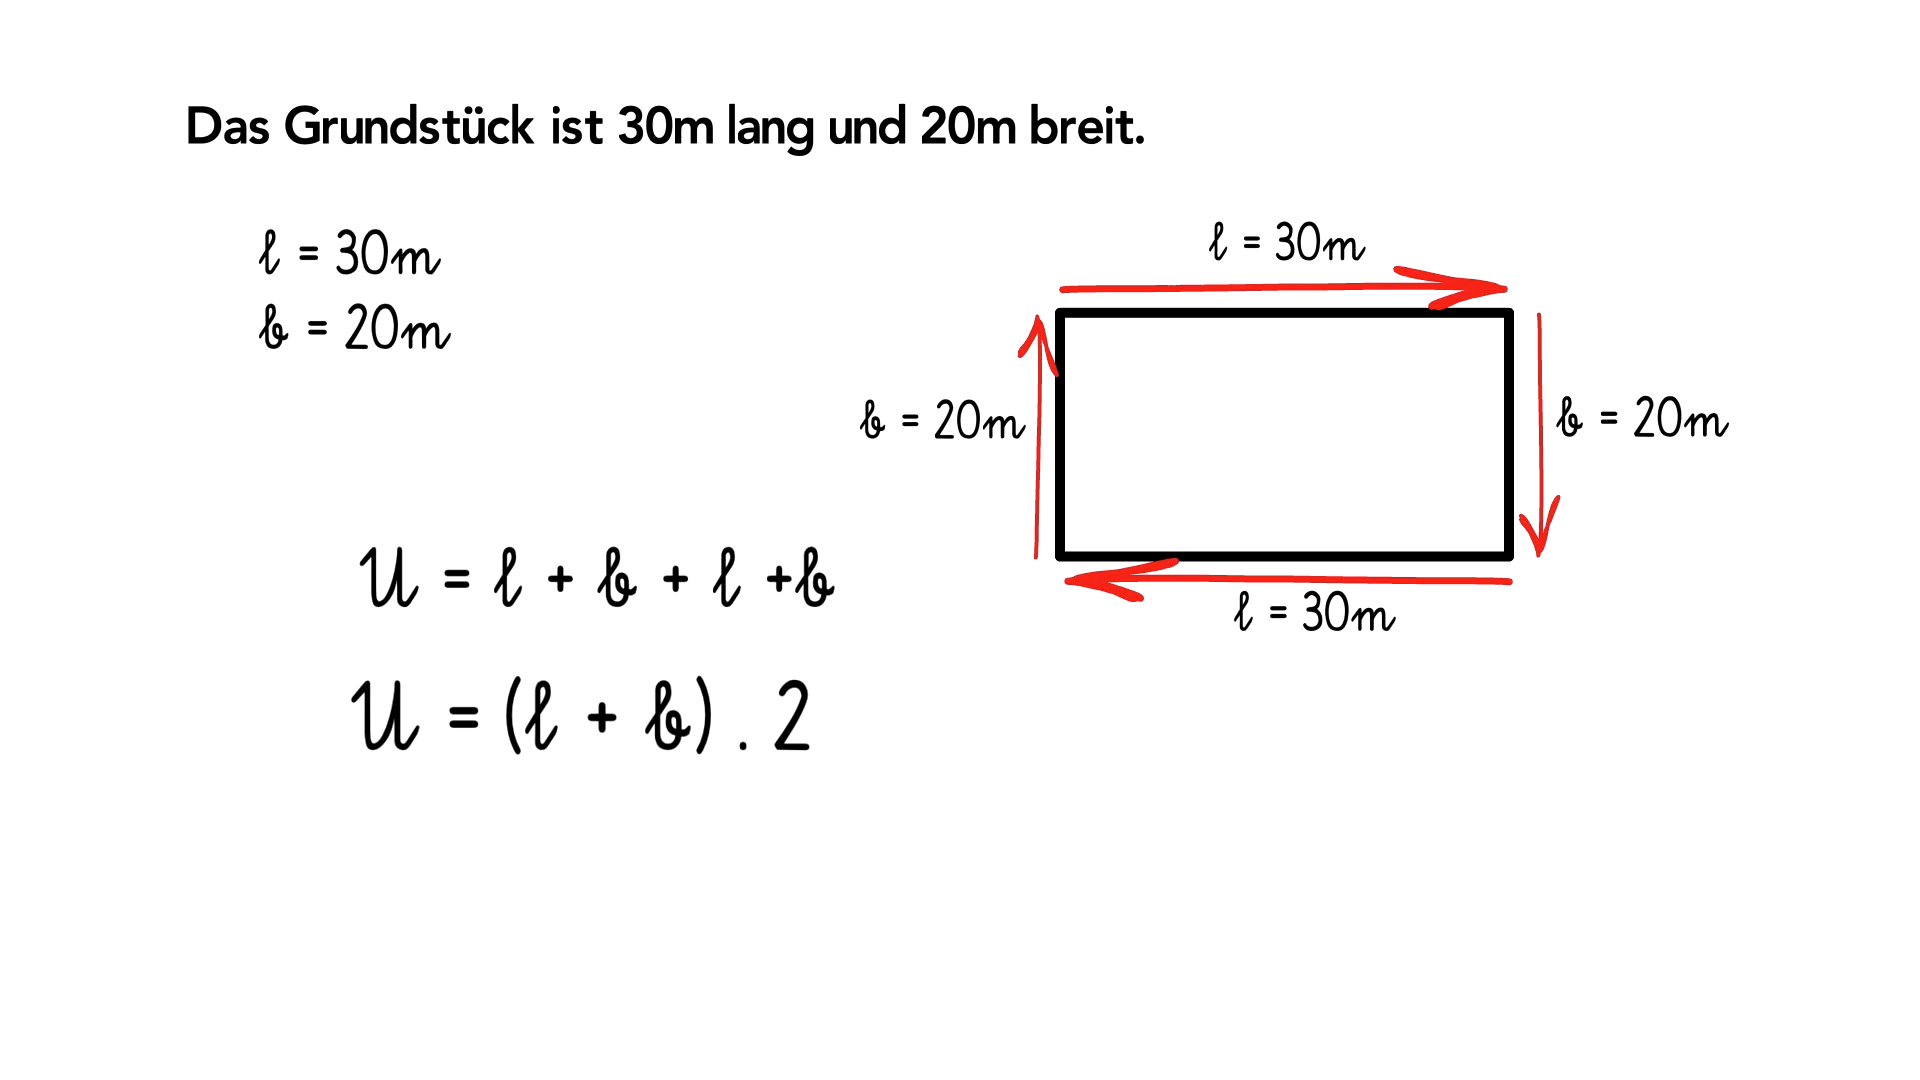 Das Grundstück ist 30m lang und 20m breit.
l = 30m
b = 20m
l = 30m
b = 20m
b = 20m
l = 30m
U = l + b + l +b
U = (l + b) . 2